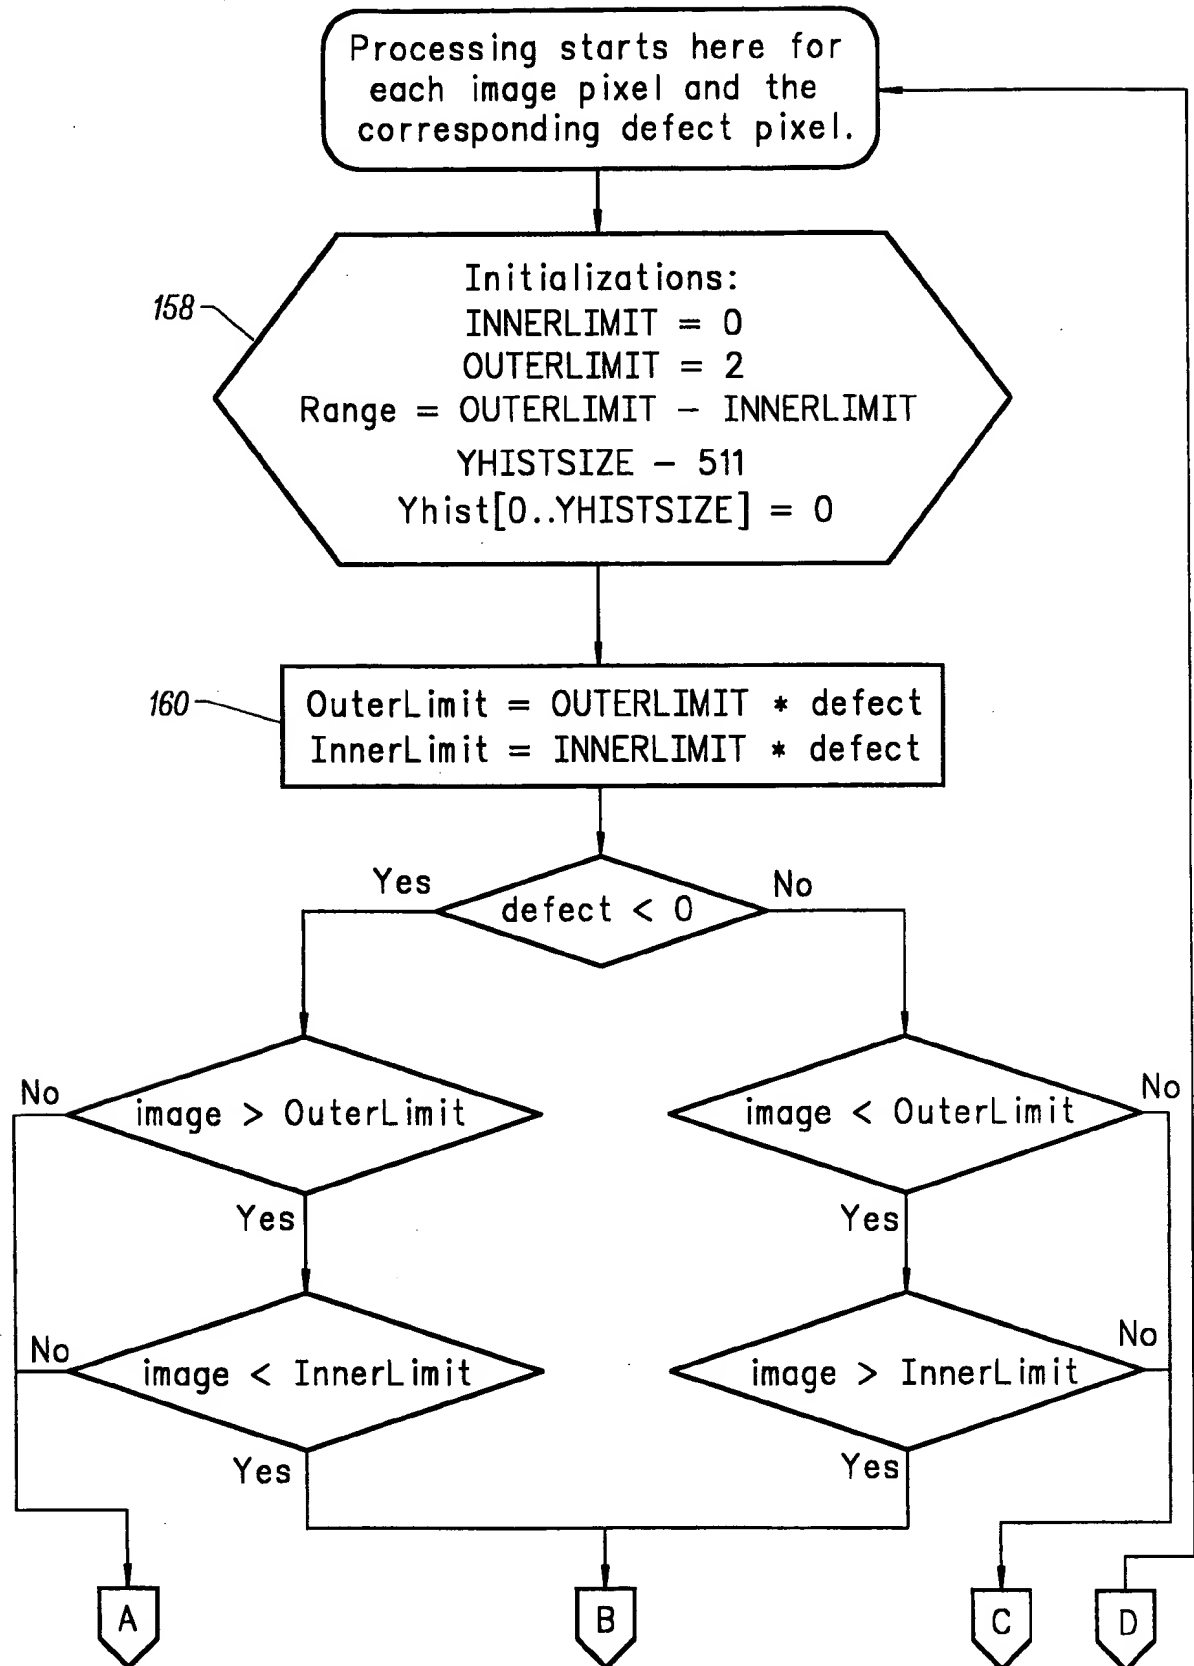 Processing starts here for
each image pixel and the
corresponding defect pixel.
158
Initializations:
INNERLIMIT = 0
OUTERLIMIT = 2
Range = OUTERLIMIT - INNERLIMIT
YHISTSIZE - 511
Yhist[0..YHISTSIZE] = 0
160
OuterLimit = OUTERLIMIT * defect
InnerLimit = INNERLIMIT * defect
Yes
defect < 0
No
No
image > OuterLimit
image < OuterLimit
No
Yes
Yes
No
image < InnerLimit
image > InnerLimit
No
Yes
Yes
A
B
C
D